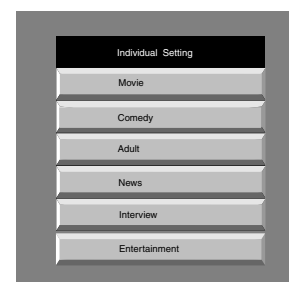 Individual Setting
Movie
Comedy
Adult
News
Interview
Entertainment